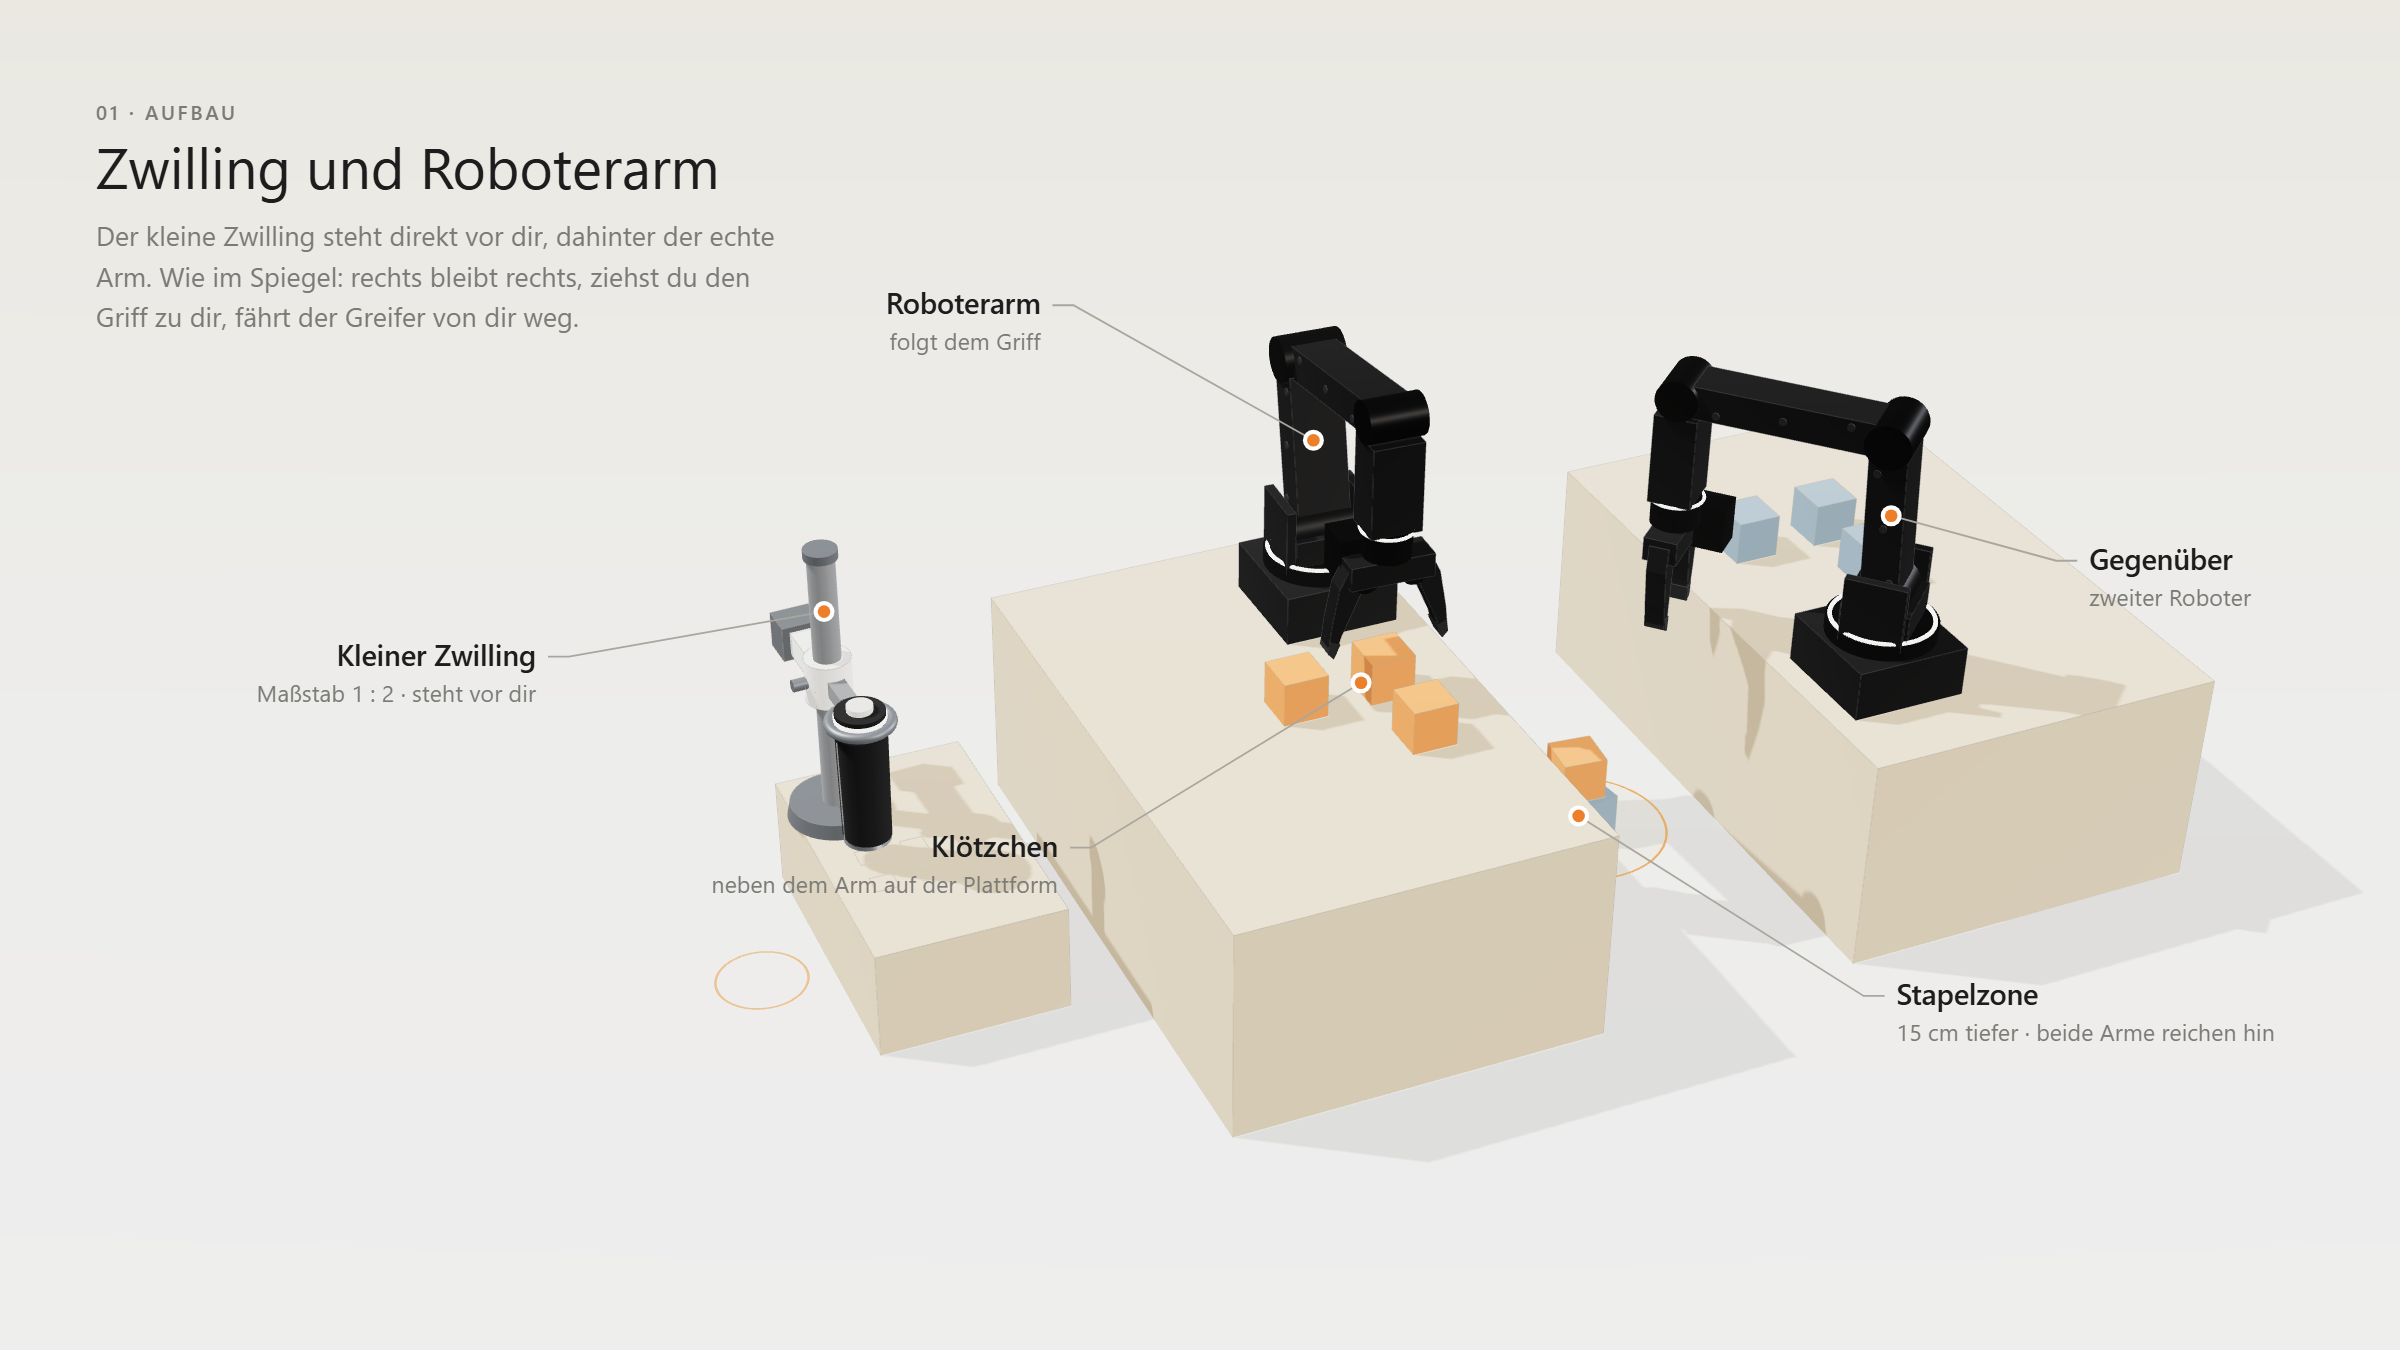 01 · AUFBAU
Zwilling und Roboterarm
Der kleine Zwilling steht direkt vor dir, dahinter der echte
Arm. Wie im Spiegel: rechts bleibt rechts, ziehst du den
Griff zu dir, fährt der Greifer von dir weg.
Roboterarm
folgt dem Griff
Gegenüber
zweiter Roboter
Kleiner Zwilling
Maßstab 1 : 2 · steht vor dir
Klötzchen
neben dem Arm auf der Plattform
Stapelzone
15 cm tiefer · beide Arme reichen hin